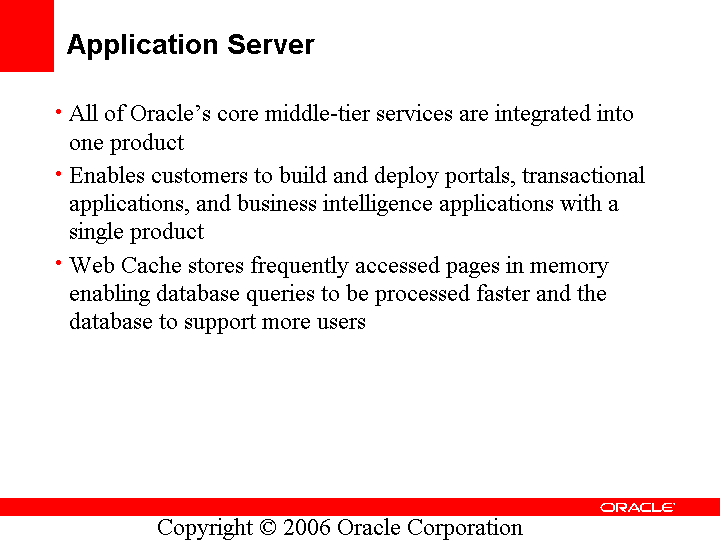 Application Server
• All of Oracle’s core middle-tier services are integrated into
one product
• Enables customers to build and deploy portals, transactional
applications, and business intelligence applications with a
single product
• Web Cache stores frequently accessed pages in memory
enabling database queries to be processed faster and the
database to support more users
ORACLE
Copyright © 2006 Oracle Corporation